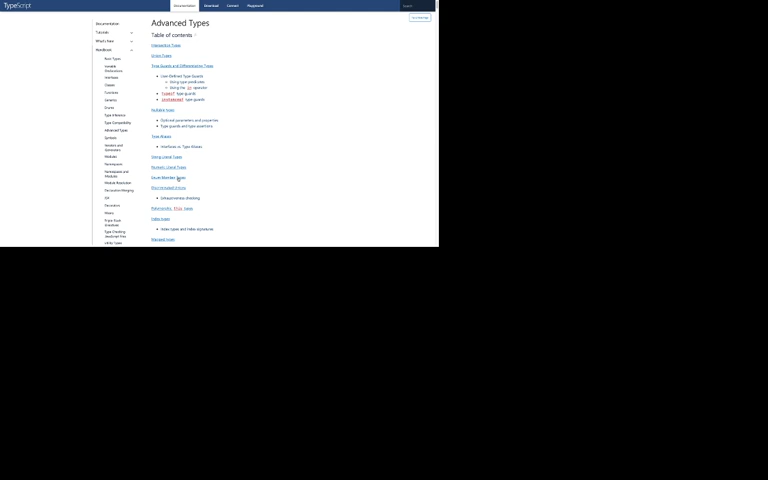 TypeScript
Documentation
Download
Connect
Playground
Search
Documentation
Tutorials
What's New
Handbook
Basic Types
Variable
Declarations
Interfaces
Classes
Functions
Generics
Enums
Type Inference
Type Compatibility
Advanced Types
Symbols
Iterators and
Generators
Modules
Namespaces
Namespaces and
Modules
Module Resolution
Declaration Merging
JSX
Decorators
Mixins
Triple-Slash
Directives
Type Checking
JavaScript Files
Utility Types
Advanced Types
Table of contents
Intersection Types
Union Types
Type Guards and Differentiating Types
User-Defined Type Guards
Using type predicates
Using the in operator
typeof type guards
instanceof type guards
Nullable types
Optional parameters and properties
Type guards and type assertions
Type Aliases
Interfaces vs. Type Aliases
String Literal Types
Numeric Literal Types
Enum Member Types
Discriminated Unions
Exhaustiveness checking
Polymorphic this types
Index types
Index types and index signatures
Mapped types